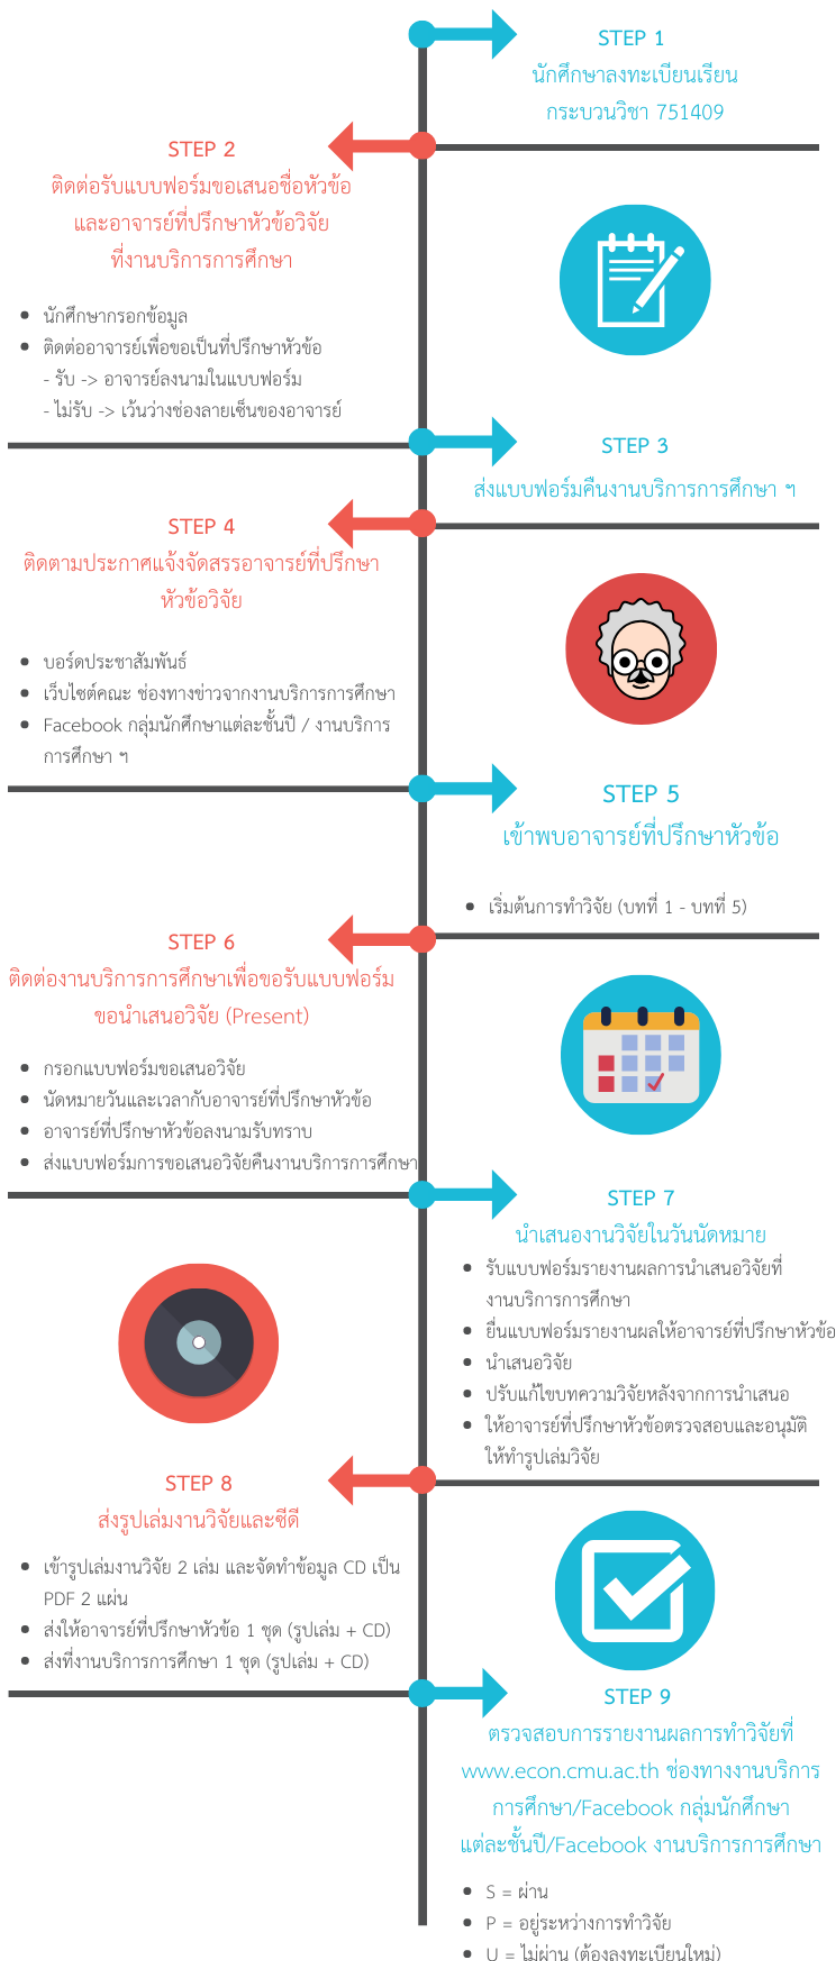 STEP 1
นักศึกษาลงทะเบียนเรียน
กระบวนวิชา 751409
STEP 2
ติดต่อรับแบบฟอร์มขอเสนอชื่อหัวข้อ
และอาจารย์ที่ปรึกษาหัวข้อวิจัย
ที่งานบริการการศึกษา
นักศึกษากรอกข้อมูล
ติดต่ออาจารย์เพื่อขอเป็นที่ปรึกษาหัวข้อ
- รับ -> อาจารย์ลงนามในแบบฟอร์ม
- ไม่รับ -> เว้นว่างช่องลายเซ็นของอาจารย์
STEP 3
ส่งแบบฟอร์มคืนงานบริการการศึกษา ฯ
STEP 4
ติดตามประกาศแจ้งจัดสรรอาจารย์ที่ปรึกษา
หัวข้อวิจัย
บอร์ดประชาสัมพันธ์
เว็บไซต์คณะ ช่องทางข่าวจากงานบริการการศึกษา
Facebook กลุ่มนักศึกษาแต่ละชั้นปี / งานบริการ
การศึกษา ฯ
STEP 5
เข้าพบอาจารย์ที่ปรึกษาหัวข้อ
เริ่มต้นการทำวิจัย (บทที่ 1 - บทที่ 5)
STEP 6
ติดต่องานบริการการศึกษาเพื่อขอรับแบบฟอร์ม
ขอนำเสนอวิจัย (Present)
กรอกแบบฟอร์มขอเสนอวิจัย
นัดหมายวันและเวลากับอาจารย์ที่ปรึกษาหัวข้อ
อาจารย์ที่ปรึกษาหัวข้อลงนามรับทราบ
ส่งแบบฟอร์มการขอเสนอวิจัยคืนงานบริการการศึกษา
STEP 7
นำเสนองานวิจัยในวันนัดหมาย
รับแบบฟอร์มรายงานผลการนำเสนอวิจัยที่
งานบริการการศึกษา
ยื่นแบบฟอร์มรายงานผลให้อาจารย์ที่ปรึกษาหัวข้อ
นำเสนอวิจัย
ปรับแก้ไขบทความวิจัยหลังจากการนำเสนอ
ให้อาจารย์ที่ปรึกษาหัวข้อตรวจสอบและอนุมัติ
ให้ทำรูปเล่มวิจัย
STEP 8
ส่งรูปเล่มงานวิจัยและซีดี
เข้ารูปเล่มงานวิจัย 2 เล่ม และจัดทำข้อมูล CD เป็น
PDF 2 แผ่น
ส่งให้อาจารย์ที่ปรึกษาหัวข้อ 1 ชุด (รูปเล่ม + CD)
ส่งที่งานบริการการศึกษา 1 ชุด (รูปเล่ม + CD)
STEP 9
ตรวจสอบการรายงานผลการทำวิจัยที่
www.econ.cmu.ac.th ช่องทางงานบริการ
การศึกษา/Facebook กลุ่มนักศึกษา
แต่ละชั้นปี/Facebook งานบริการการศึกษา
S = ผ่าน
P = อยู่ระหว่างการทำวิจัย
U = ไม่ผ่าน (ต้องลงทะเบียนใหม่)